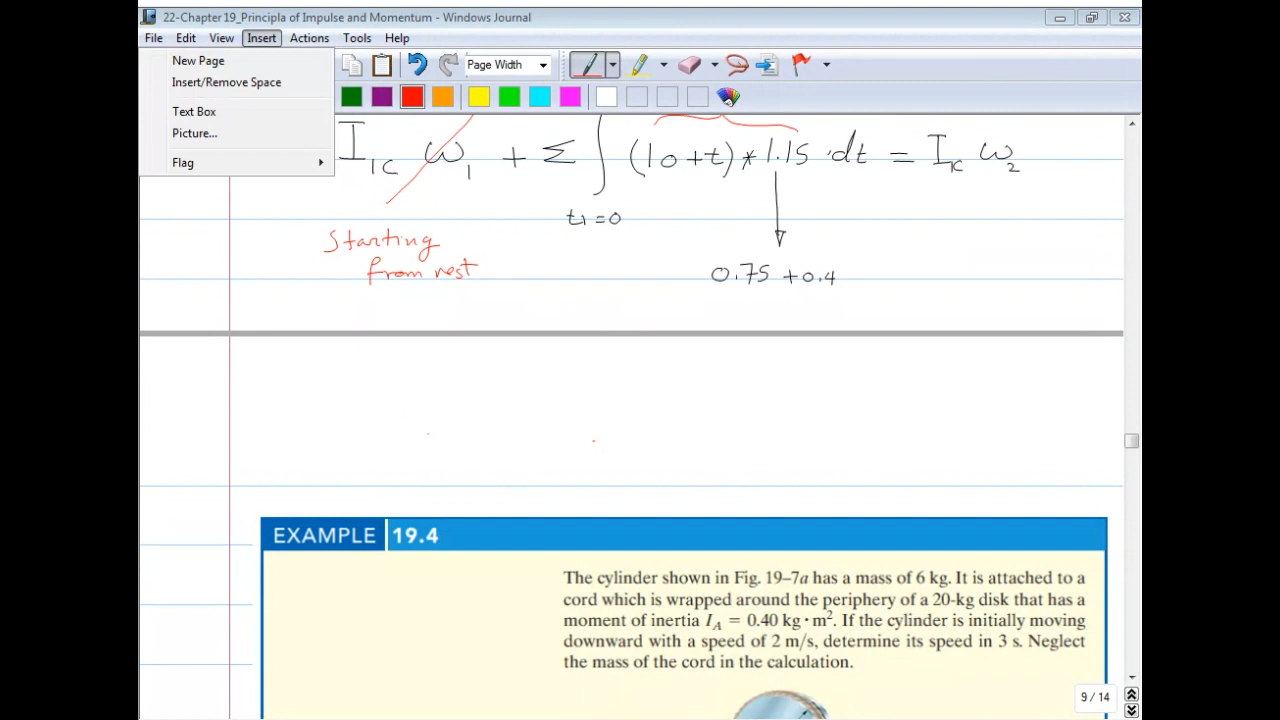 22-Chapter 19_Principla of Impulse and Momentum - Windows Journal
File Edit View Insert Actions Tools Help
New Page
Insert/Remove Space
Text Box
Picture...
Flag
Page Width
I_IC ω₁ + Σ ∫ (10+t)*1.15 ·dt = I_IC ω₂
t₁=0
Starting
from rest
0.75 +0.4
EXAMPLE 19.4
The cylinder shown in Fig. 19–7a has a mass of 6 kg. It is attached to a
cord which is wrapped around the periphery of a 20-kg disk that has a
moment of inertia I_A = 0.40 kg·m². If the cylinder is initially moving
downward with a speed of 2 m/s, determine its speed in 3 s. Neglect
the mass of the cord in the calculation.
9 / 14